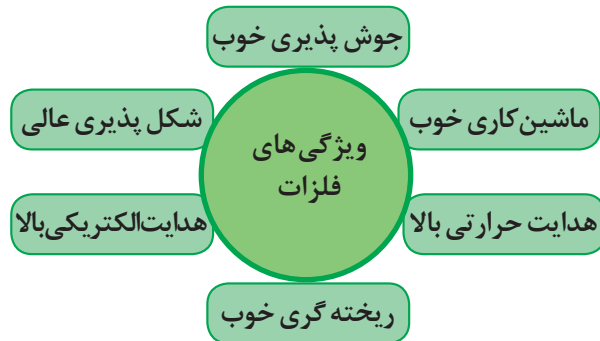 جوش پذیری خوب
ماشین کاری خوب
شکل پذیری عالی
ویژگی های
فلزات
هدایت حرارتی بالا
هدایت الکتریکی بالا
ریخته گری خوب